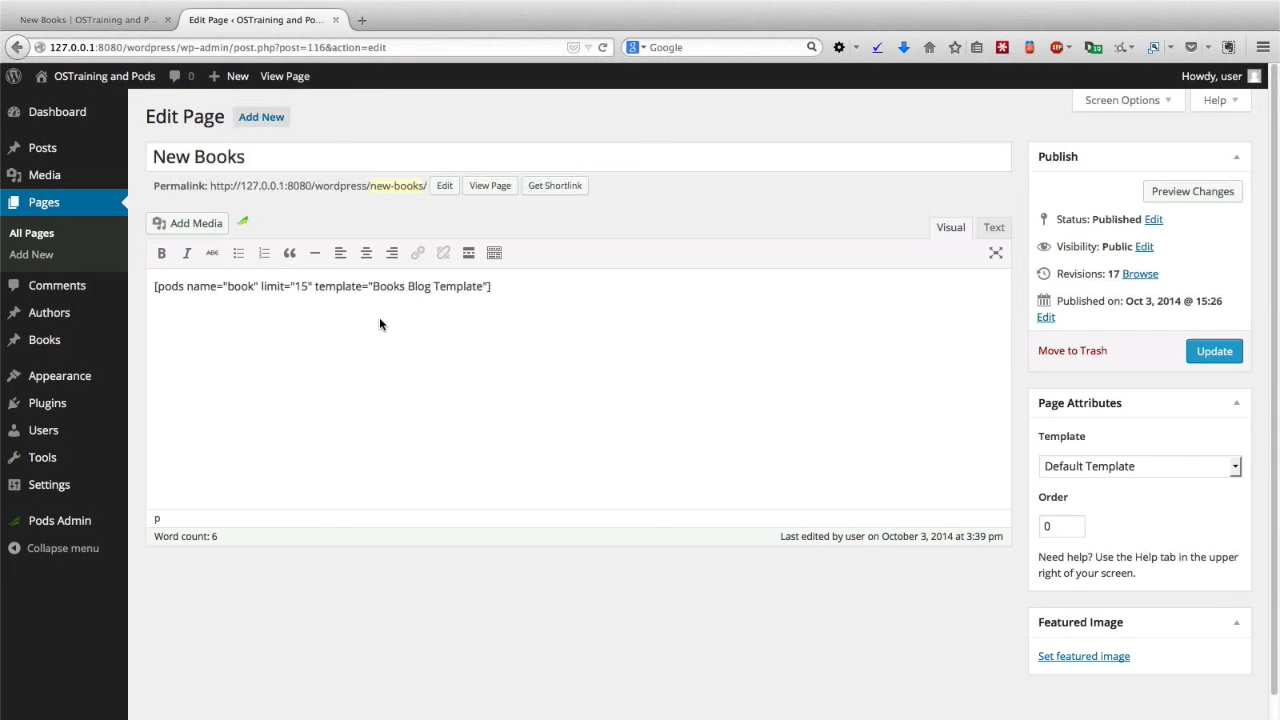 New Books | OSTraining and P... ×
Edit Page ‹ OSTraining and Po... ×
127.0.0.1:8080/wordpress/wp-admin/post.php?post=116&action=edit
Google
OSTraining and Pods
0
New
View Page
Howdy, user
Screen Options
Help
Dashboard
Posts
Media
Pages
All Pages
Add New
Comments
Authors
Books
Appearance
Plugins
Users
Tools
Settings
Pods Admin
Collapse menu
Edit Page Add New
New Books
Permalink: http://127.0.0.1:8080/wordpress/new-books/ Edit View Page Get Shortlink
Add Media
Visual Text
B I ABC
[pods name="book" limit="15" template="Books Blog Template"]
p
Word count: 6
Last edited by user on October 3, 2014 at 3:39 pm
Publish
Preview Changes
Status: Published Edit
Visibility: Public Edit
Revisions: 17 Browse
Published on: Oct 3, 2014 @ 15:26
Edit
Move to Trash
Update
Page Attributes
Template
Default Template
Order
0
Need help? Use the Help tab in the upper
right of your screen.
Featured Image
Set featured image